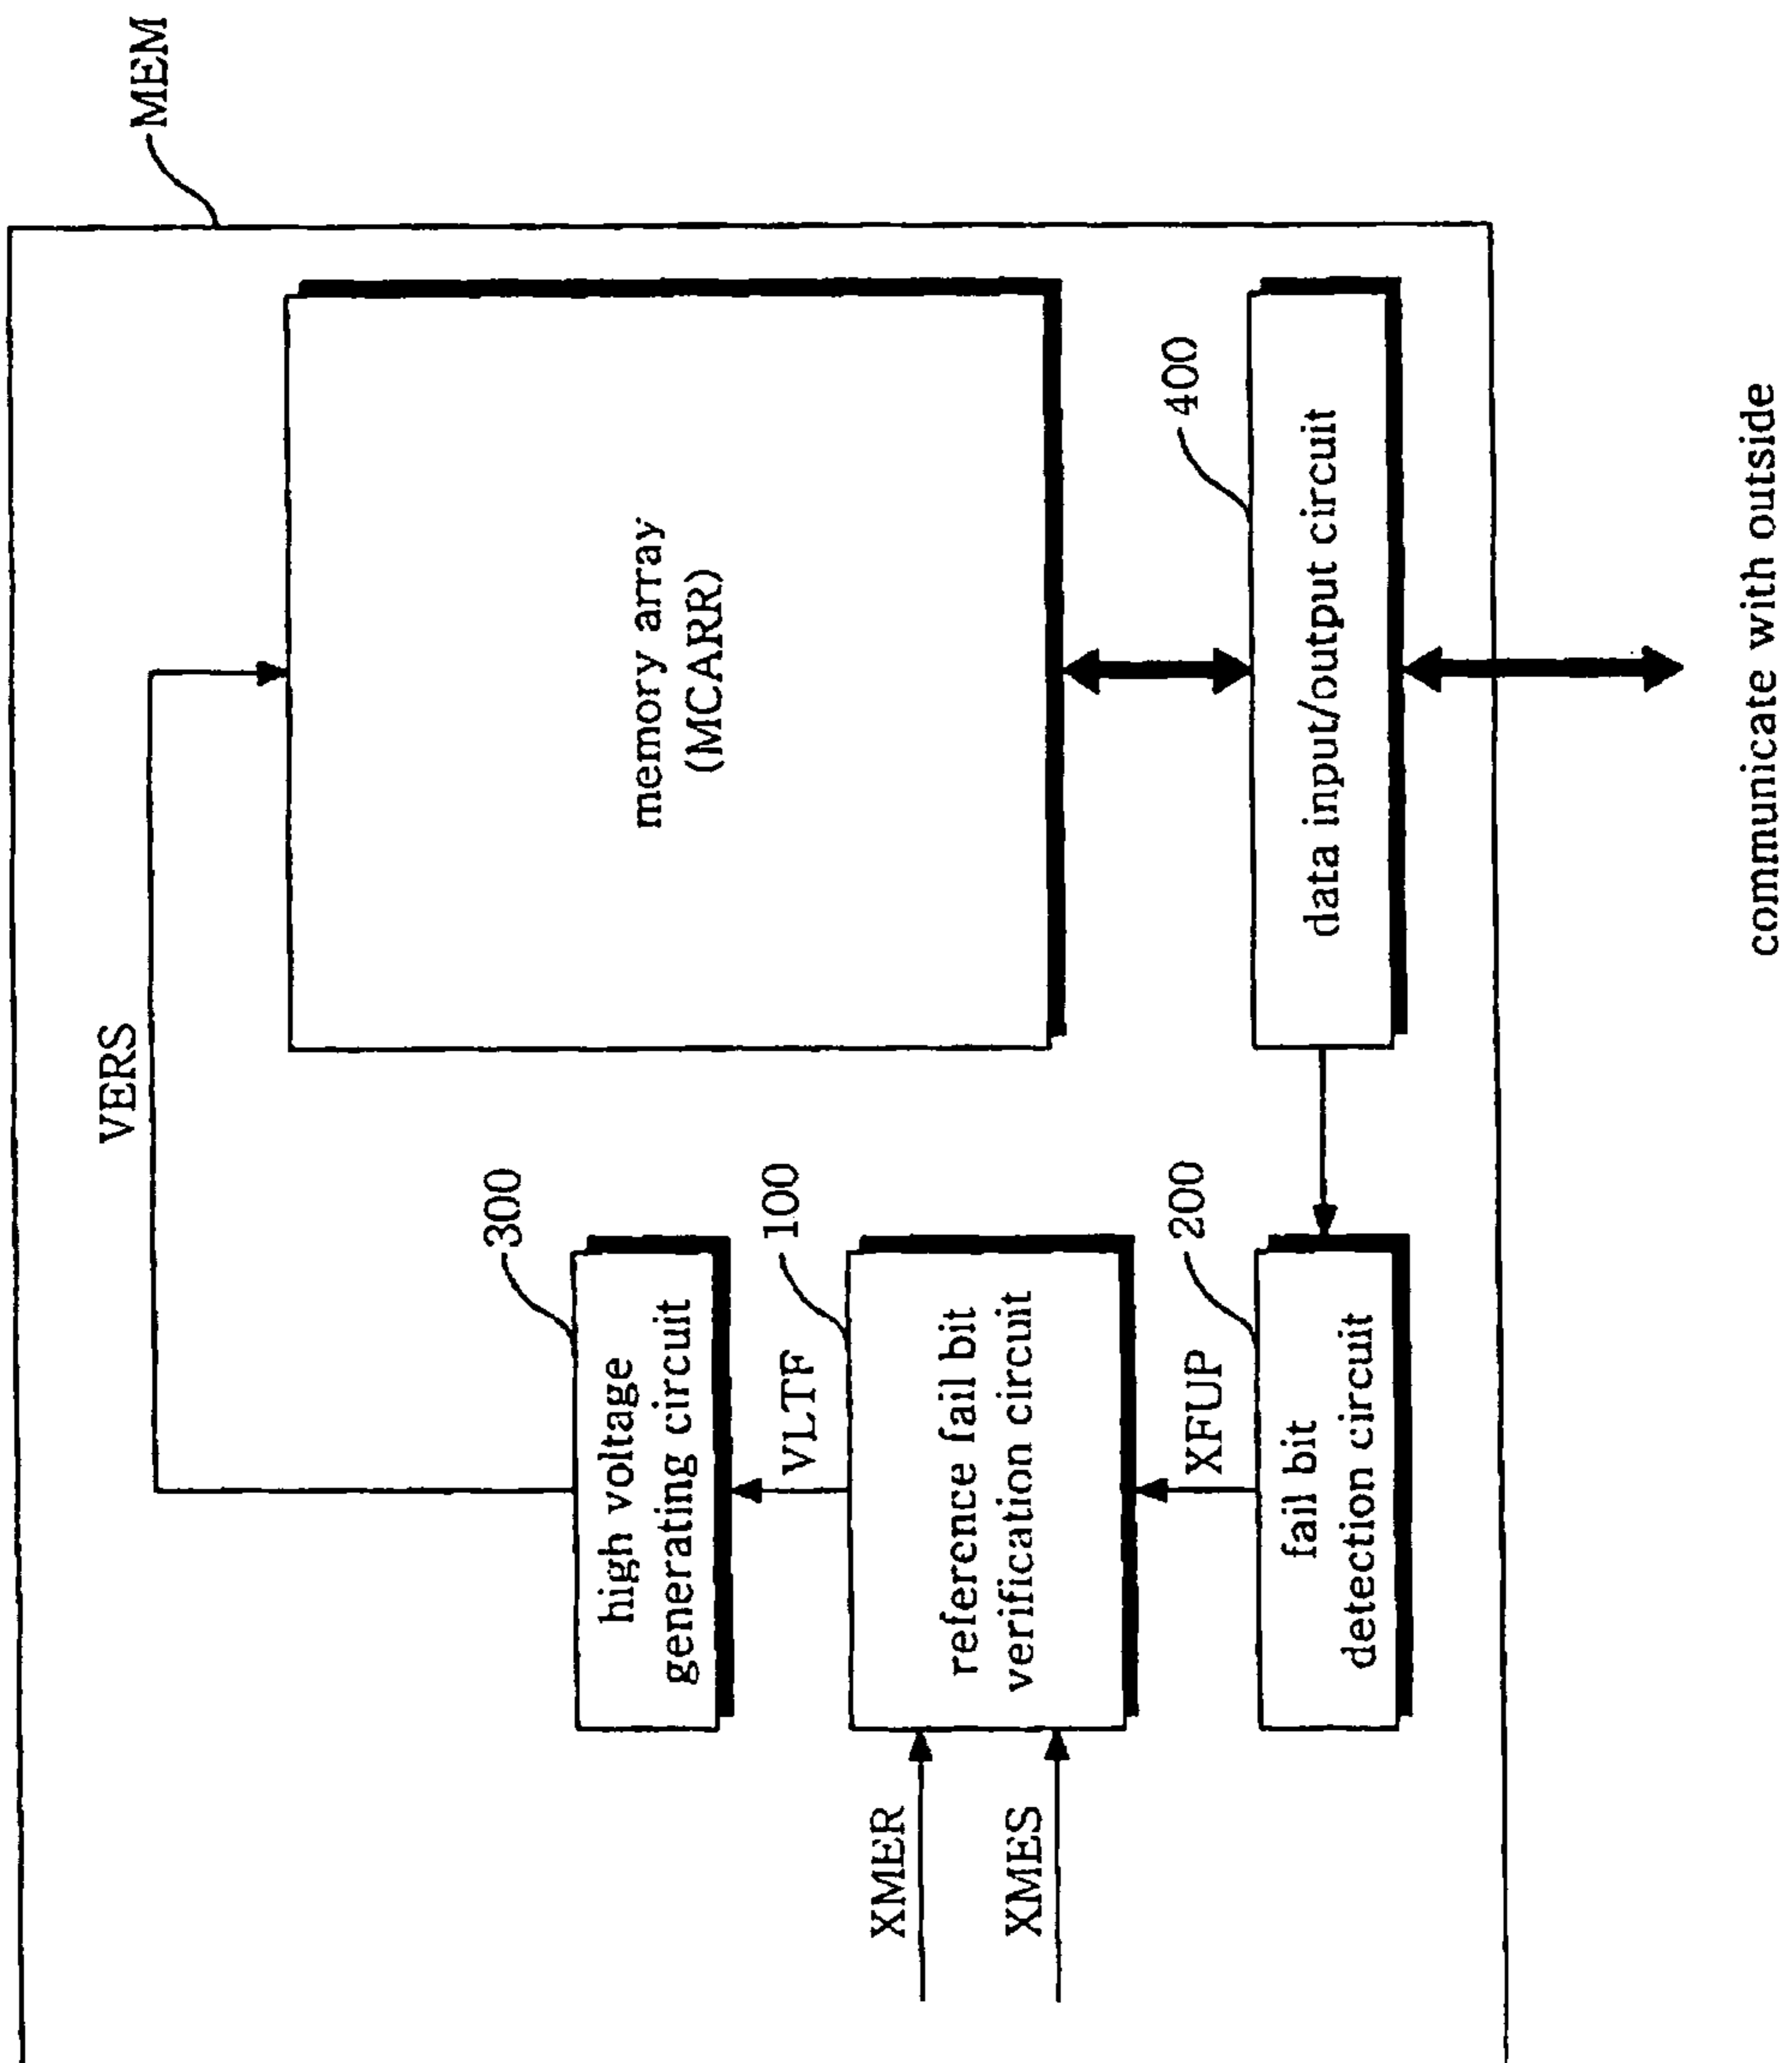 MEM
VERS
memory array
(MCARR)
300
high voltage
generating circuit
VLTF
100
reference fail bit
verification circuit
XMER
XMES
XFUP
200
fail bit
detection circuit
400
data input/output circuit
communicate with outside